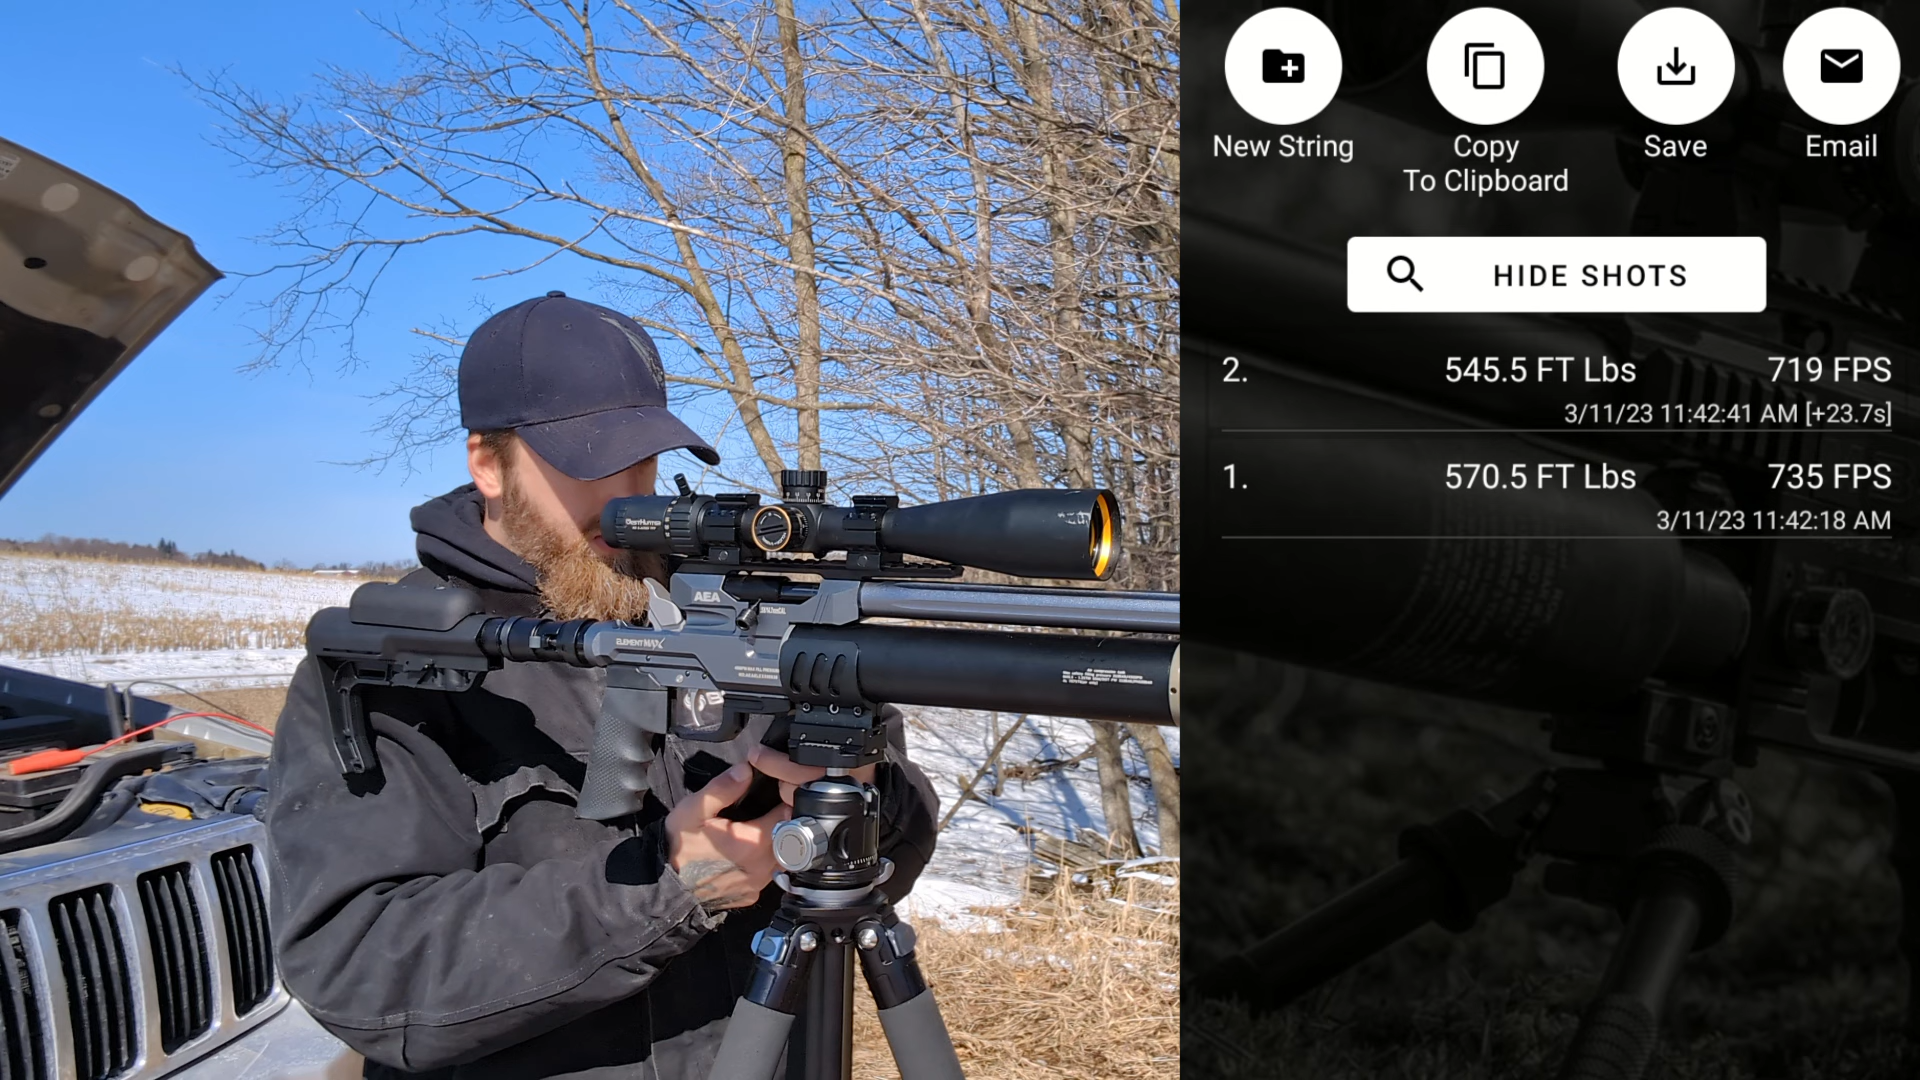 WESTHUNTER
AEA
ELEMENT MAX
New String
Copy
To Clipboard
Save
Email
HIDE SHOTS
2. 545.5 FT Lbs 719 FPS
3/11/23 11:42:41 AM [+23.7s]
1. 570.5 FT Lbs 735 FPS
3/11/23 11:42:18 AM